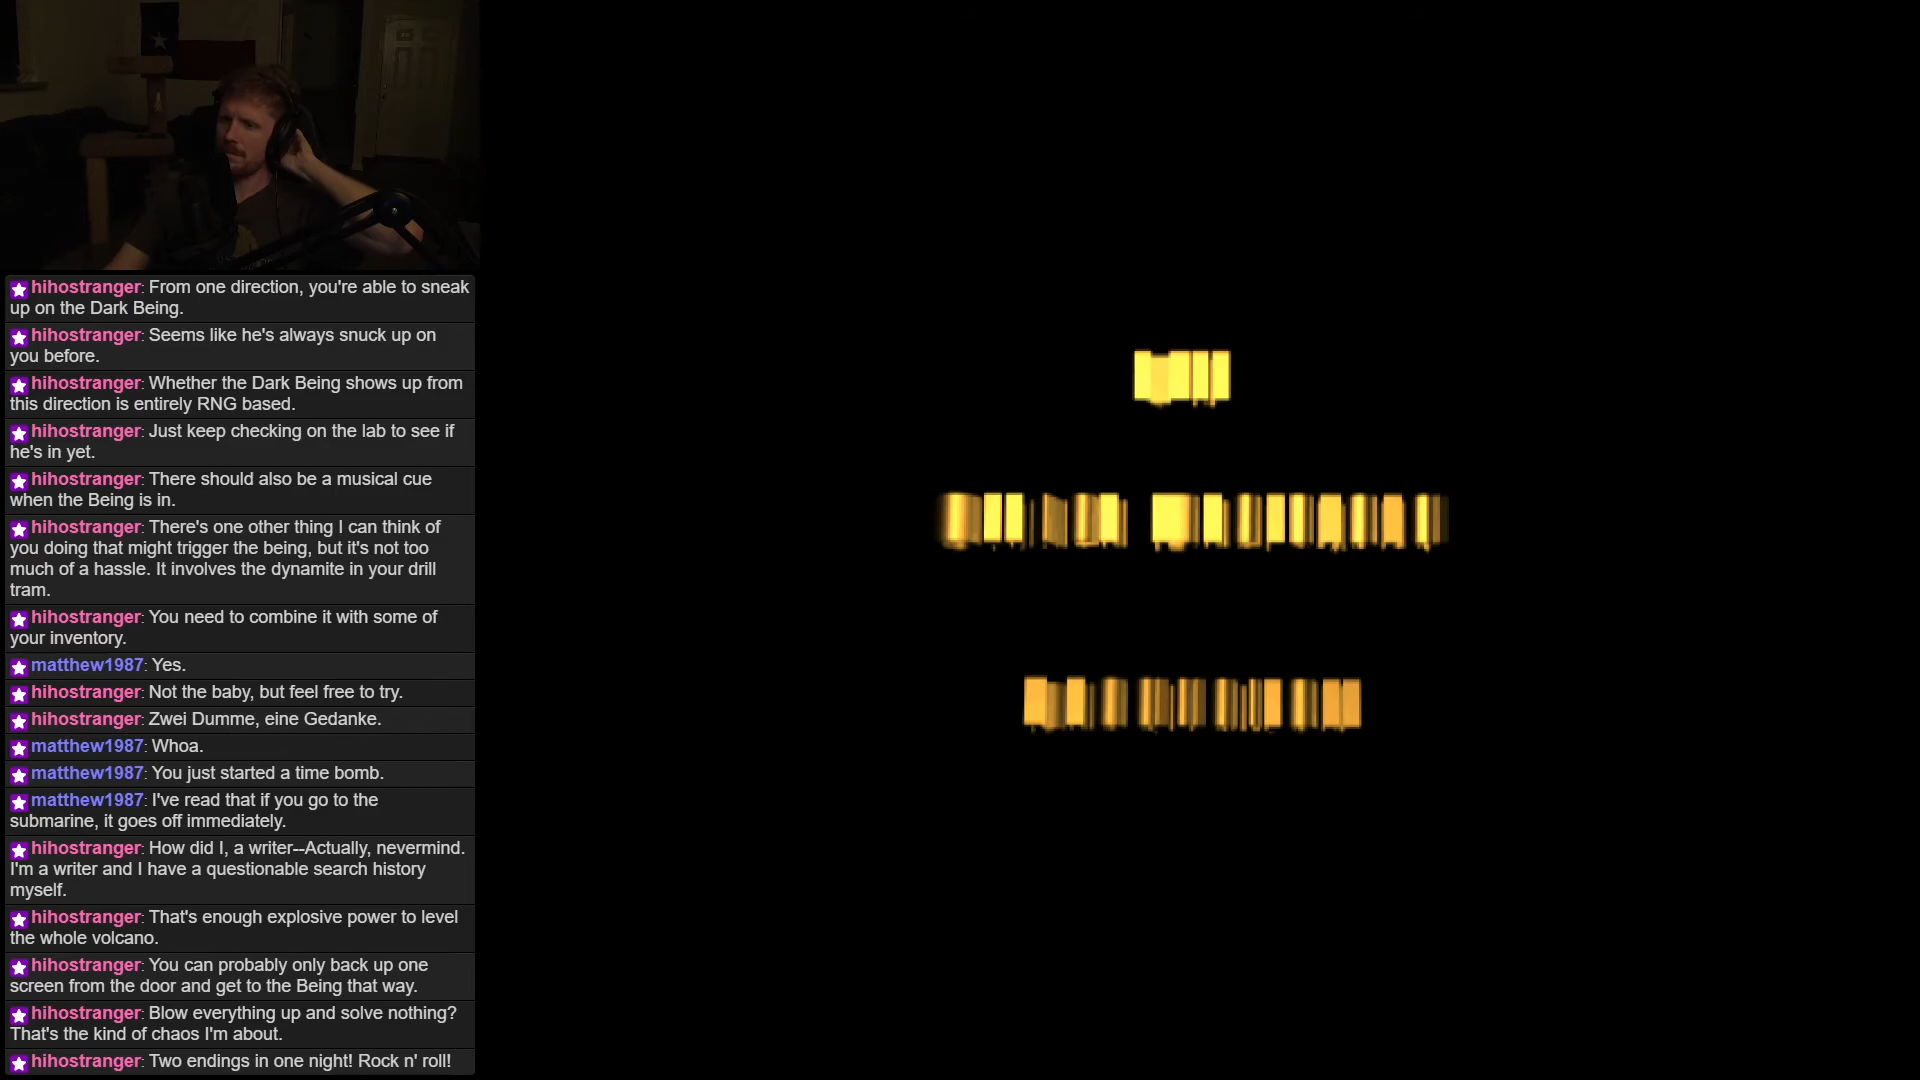 hihostranger: From one direction, you're able to sneak
up on the Dark Being.
hihostranger: Seems like he's always snuck up on
you before.
hihostranger: Whether the Dark Being shows up from
this direction is entirely RNG based.
hihostranger: Just keep checking on the lab to see if
he's in yet.
hihostranger: There should also be a musical cue
when the Being is in.
hihostranger: There's one other thing I can think of
you doing that might trigger the being, but it's not too
much of a hassle. It involves the dynamite in your drill
tram.
hihostranger: You need to combine it with some of
your inventory.
matthew1987: Yes.
hihostranger: Not the baby, but feel free to try.
hihostranger: Zwei Dumme, eine Gedanke.
matthew1987: Whoa.
matthew1987: You just started a time bomb.
matthew1987: I've read that if you go to the
submarine, it goes off immediately.
hihostranger: How did I, a writer--Actually, nevermind.
I'm a writer and I have a questionable search history
myself.
hihostranger: That's enough explosive power to level
the whole volcano.
hihostranger: You can probably only back up one
screen from the door and get to the Being that way.
hihostranger: Blow everything up and solve nothing?
That's the kind of chaos I'm about.
hihostranger: Two endings in one night! Rock n' roll!